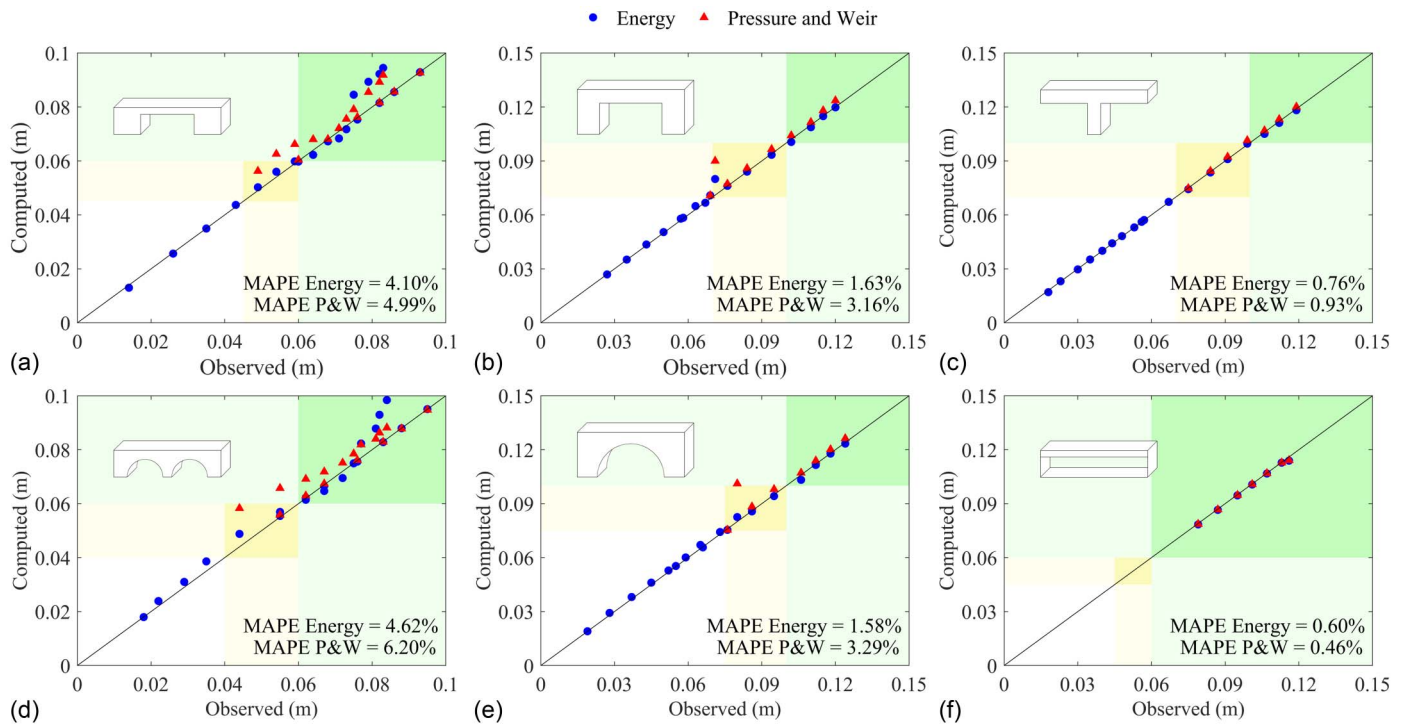 Energy Pressure and Weir
0.1
0.08
0.06
0.04
0.02
0
Computed (m)
MAPE Energy = 4.10%
MAPE P&W = 4.99%
0 0.02 0.04 0.06 0.08 0.1
(a) Observed (m)
0.15
0.12
0.09
0.06
0.03
0
Computed (m)
MAPE Energy = 1.63%
MAPE P&W = 3.16%
0 0.03 0.06 0.09 0.12 0.15
(b) Observed (m)
0.15
0.12
0.09
0.06
0.03
0
Computed (m)
MAPE Energy = 0.76%
MAPE P&W = 0.93%
0 0.03 0.06 0.09 0.12 0.15
(c) Observed (m)
0.1
0.08
0.06
0.04
0.02
0
Computed (m)
MAPE Energy = 4.62%
MAPE P&W = 6.20%
0 0.02 0.04 0.06 0.08 0.1
(d) Observed (m)
0.15
0.12
0.09
0.06
0.03
0
Computed (m)
MAPE Energy = 1.58%
MAPE P&W = 3.29%
0 0.03 0.06 0.09 0.12 0.15
(e) Observed (m)
0.15
0.12
0.09
0.06
0.03
0
Computed (m)
MAPE Energy = 0.60%
MAPE P&W = 0.46%
0 0.03 0.06 0.09 0.12 0.15
(f) Observed (m)